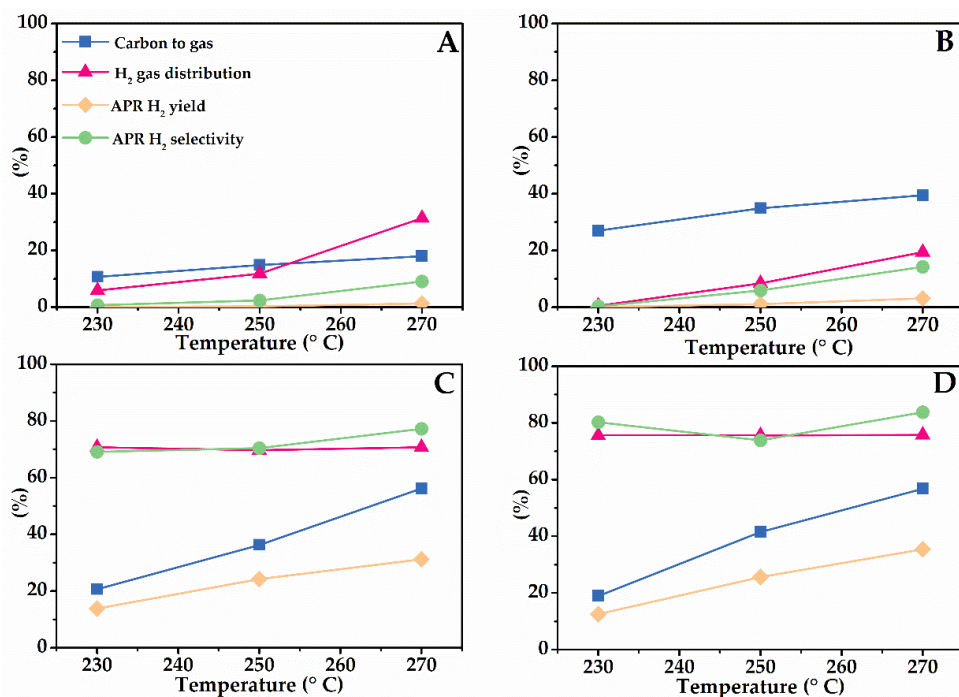 A
Carbon to gas
H₂ gas distribution
APR H₂ yield
APR H₂ selectivity
(%)
100
80
60
40
20
0
230 240 250 260 270
Temperature (° C)
B
(%)
100
80
60
40
20
0
230 240 250 260 270
Temperature (° C)
C
(%)
100
80
60
40
20
0
230 240 250 260 270
Temperature (° C)
D
(%)
100
80
60
40
20
0
230 240 250 260 270
Temperature (° C)